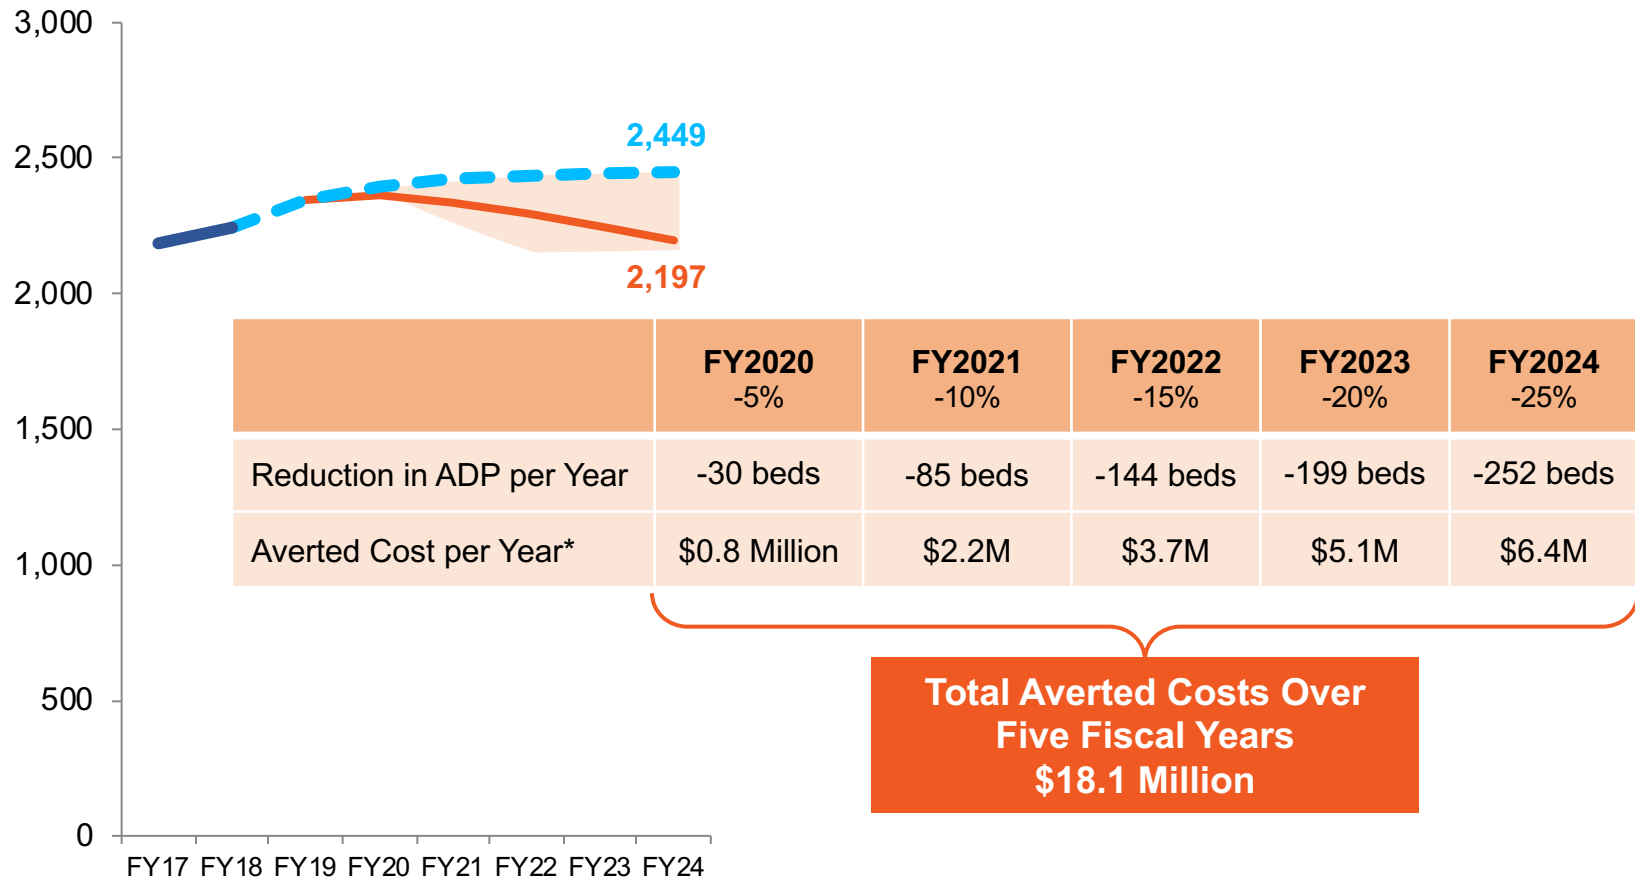 3,000
2,500
2,000
1,500
1,000
500
0
2,449
2,197
FY2020 FY2021 FY2022 FY2023 FY2024
-5% -10% -15% -20% -25%
Reduction in ADP per Year -30 beds -85 beds -144 beds -199 beds -252 beds
Averted Cost per Year* $0.8 Million $2.2M $3.7M $5.1M $6.4M
Total Averted Costs Over
Five Fiscal Years
$18.1 Million
FY17 FY18 FY19 FY20 FY21 FY22 FY23 FY24